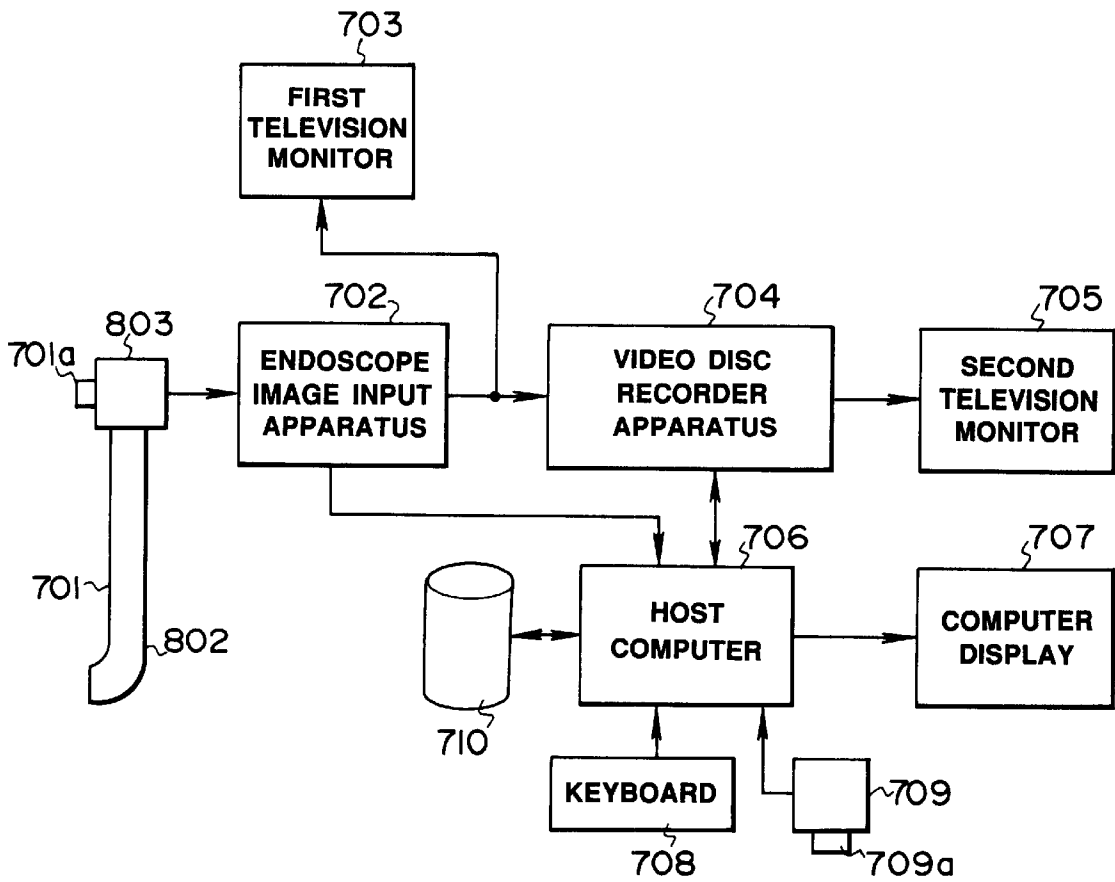 703
FIRST
TELEVISION
MONITOR
702
704
705
803
701a
ENDOSCOPE
IMAGE INPUT
APPARATUS
VIDEO DISC
RECORDER
APPARATUS
SECOND
TELEVISION
MONITOR
706
707
701
802
HOST
COMPUTER
COMPUTER
DISPLAY
710
KEYBOARD
708
709
709a